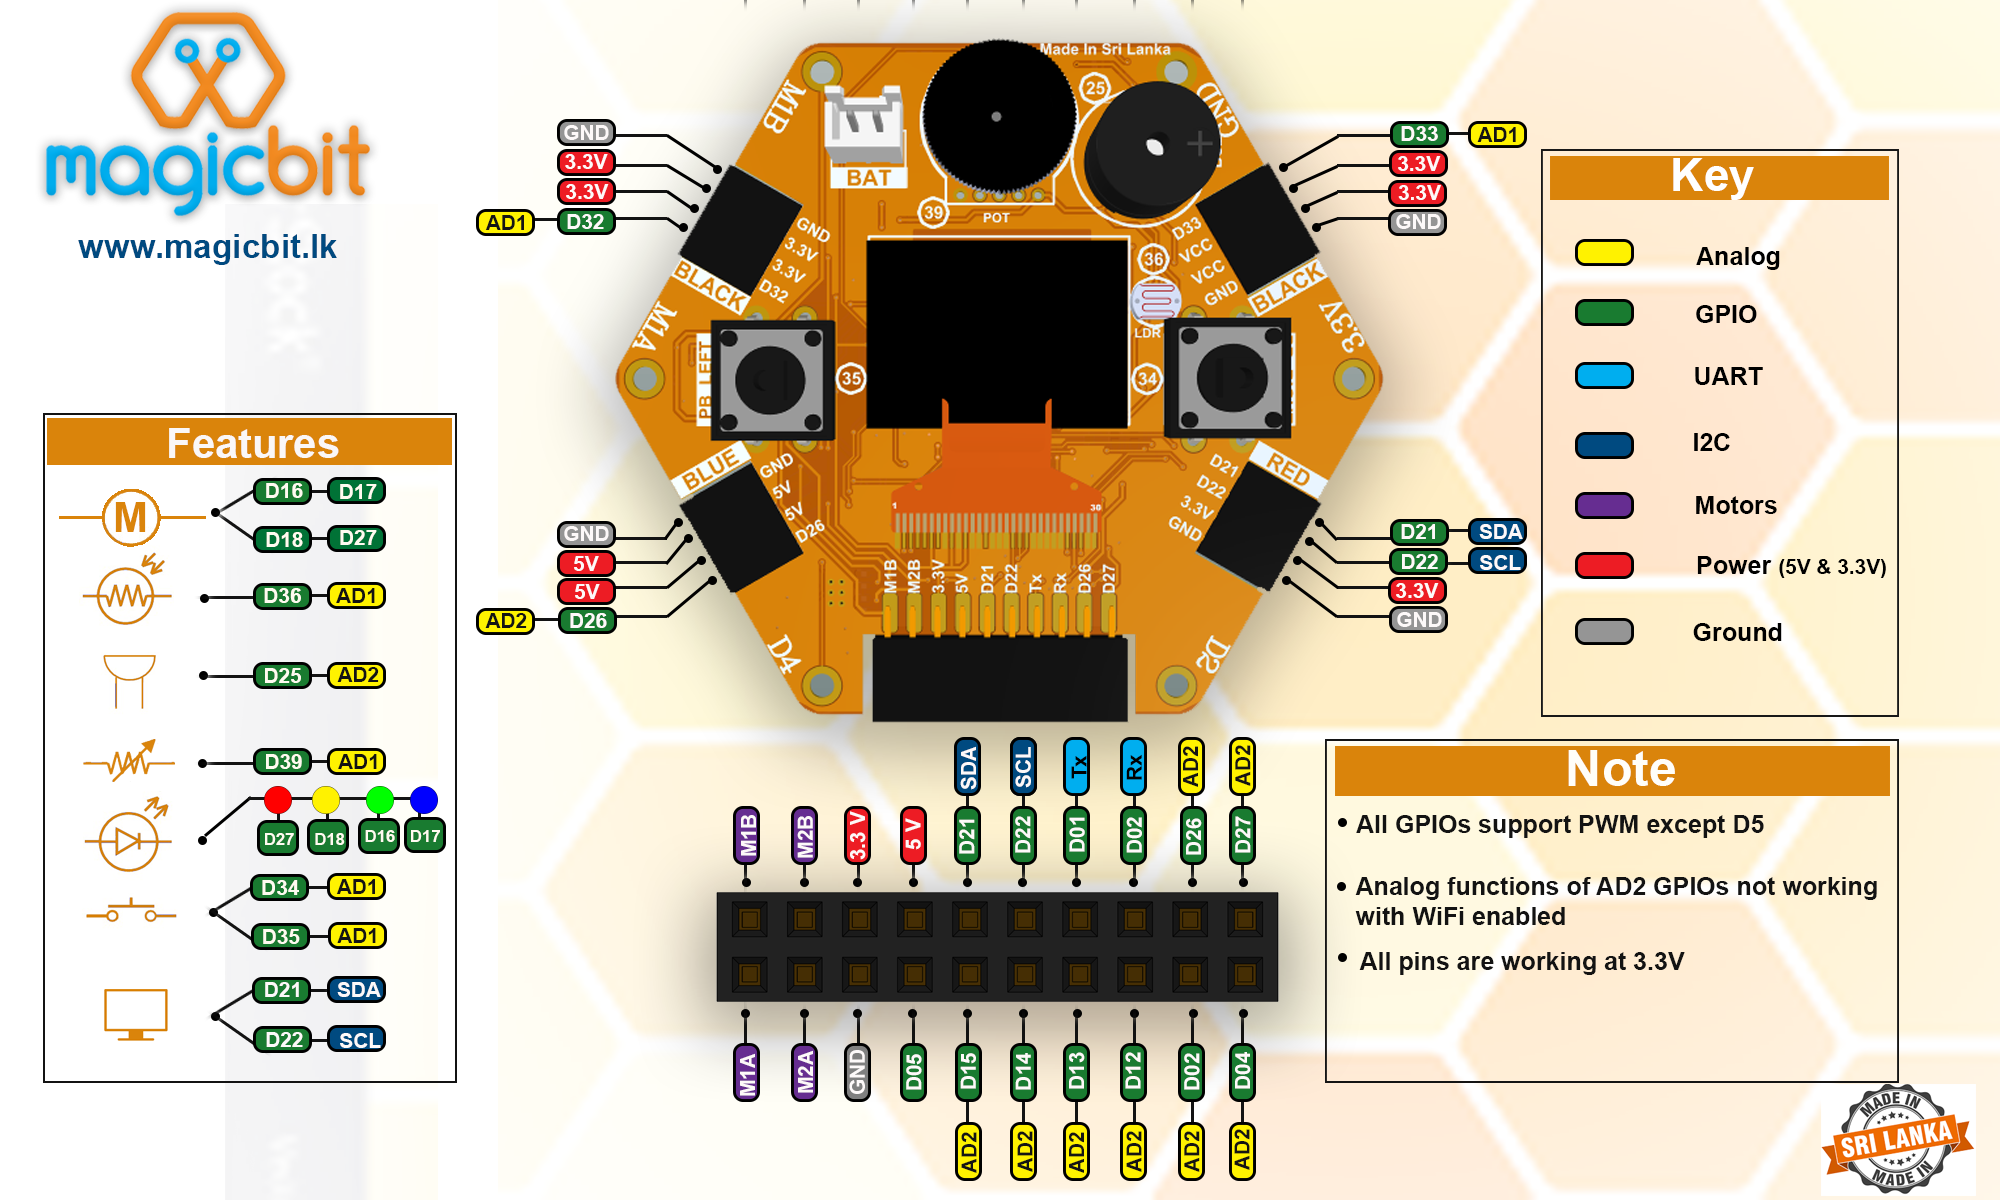 magicbit
www.magicbit.lk
Features
M
D16 D17
D18 D27
D36 AD1
D25 AD2
D39 AD1
D27 D18 D16 D17
D34 AD1
D35 AD1
D21 SDA
D22 SCL
GND
3.3V
3.3V
AD1 D32
GND
5V
5V
AD2 D26
Made In Sri Lanka
M1B
BAT
25
GND
39
POT
GND
3.3V
3.3V
D32
BLACK
D33
VCC
VCC
GND
BLACK
36
LDR
M1A
3.3V
PB LEFT
35
34
BLUE
GND
5V
5V
D26
RED
D21
D22
3.3V
GND
1 30
M1B M2B 3.3V 5V D21 D22 Tx Rx D26 D27
D4
D2
D33 AD1
3.3V
3.3V
GND
D21 SDA
D22 SCL
3.3V
GND
SDA SCL Tx Rx AD2 AD2
M1B M2B 3.3 V 5 V D21 D22 D01 D02 D26 D27
M1A M2A GND D05 D15 D14 D13 D12 D02 D04
AD2 AD2 AD2 AD2 AD2 AD2
Key
Analog
GPIO
UART
I2C
Motors
Power (5V & 3.3V)
Ground
Note
• All GPIOs support PWM except D5
• Analog functions of AD2 GPIOs not working
with WiFi enabled
• All pins are working at 3.3V
MADE IN
SRI LANKA
MADE IN